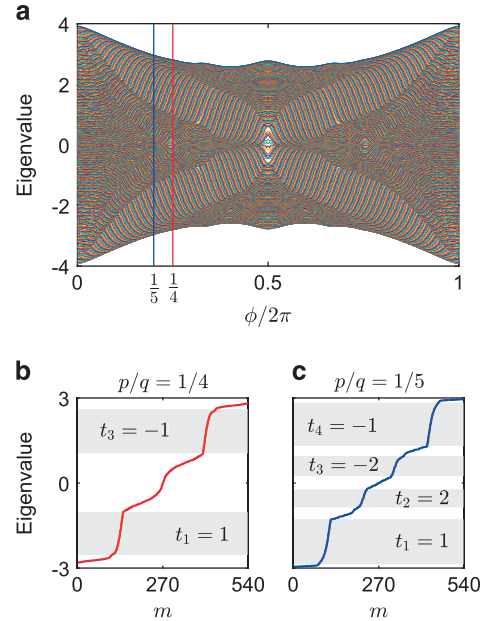 a
4
2
0
-2
-4
Eigenvalue
0 1/5 1/4 0.5 1
ϕ/2π
b
p/q = 1/4
3
0
-3
Eigenvalue
t₃ = −1
t₁ = 1
0 270 540
m
c
p/q = 1/5
t₄ = −1
t₃ = −2
t₂ = 2
t₁ = 1
0 270 540
m